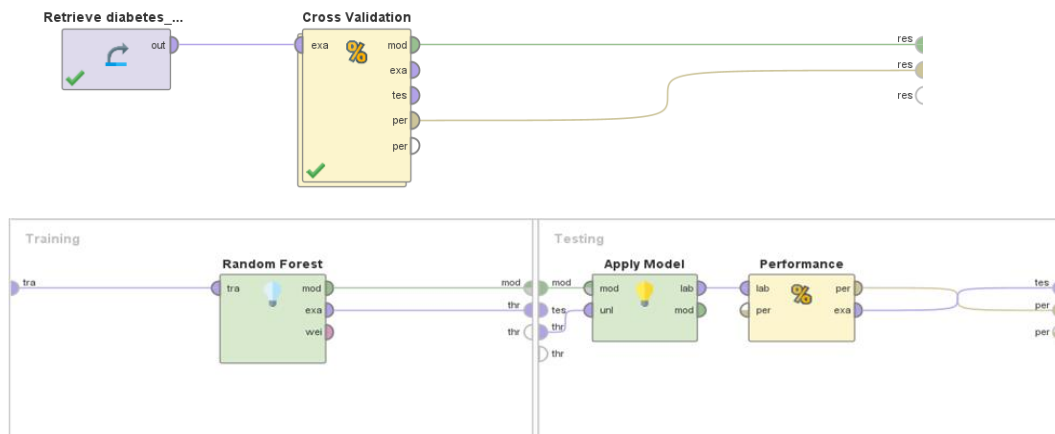 Retrieve diabetes_...
Cross Validation
out
exa
mod
exa
tes
per
per
res
res
res
Training
Testing
Random Forest
Apply Model
Performance
tra
tra
mod
exa
wei
mod
thr
thr
mod
tes
thr
thr
mod
unl
lab
mod
lab
per
per
exa
tes
per
per